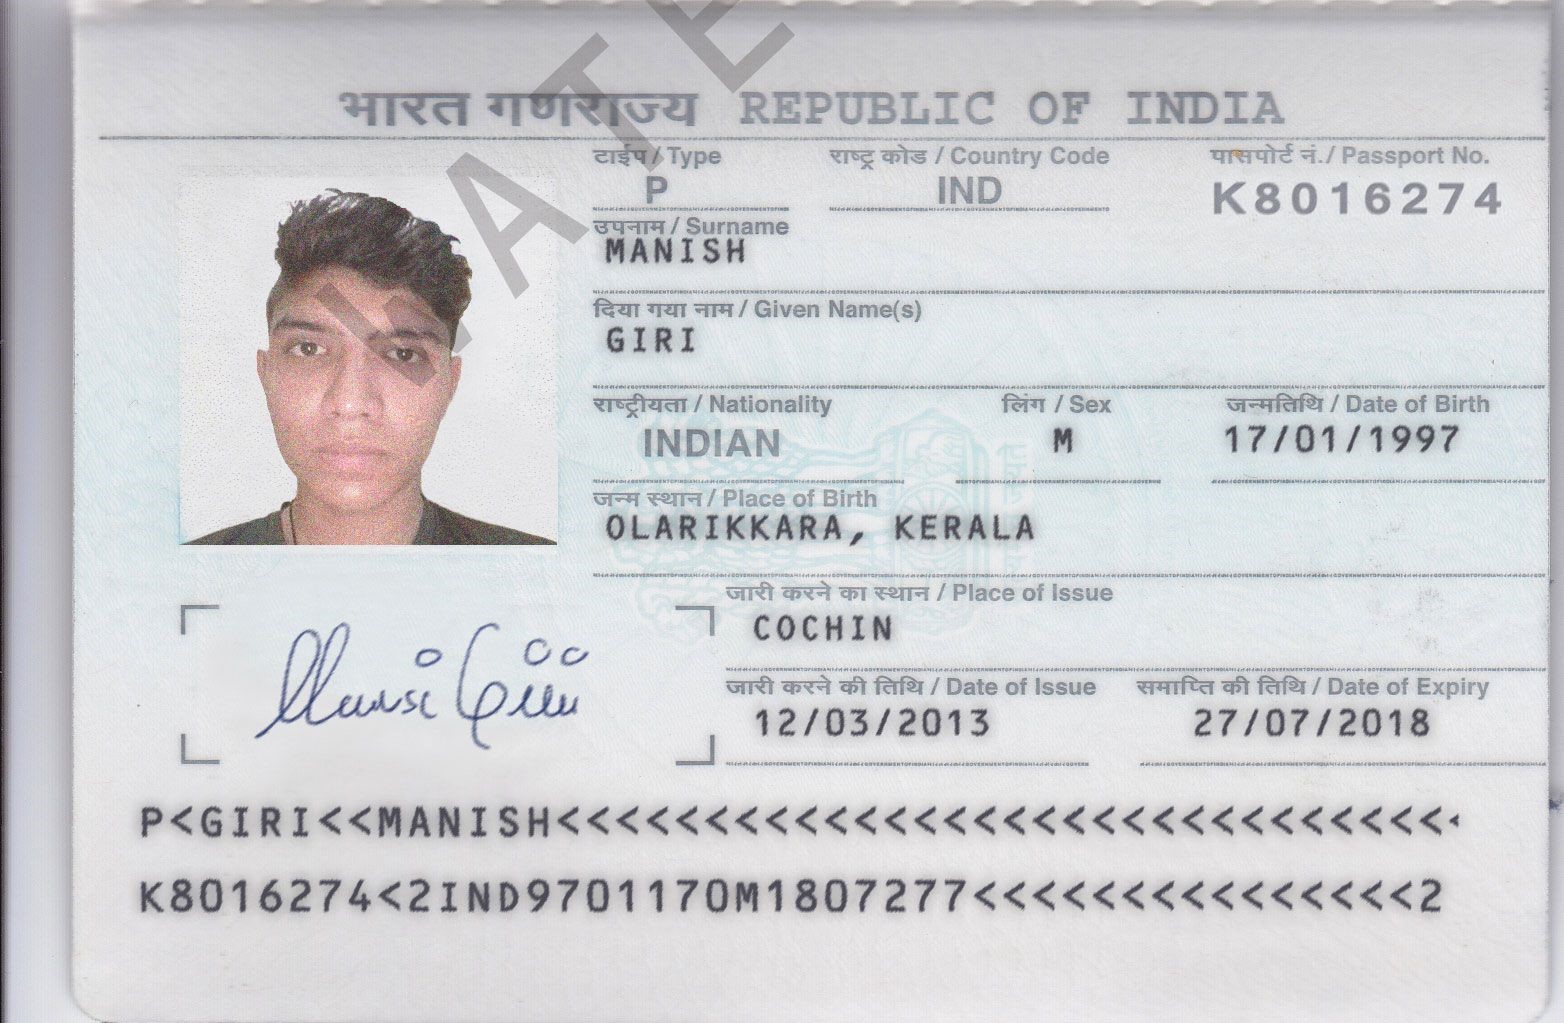 भारत गणराज्य REPUBLIC OF INDIA
टाईप / Type राष्ट्र कोड / Country Code पासपोर्ट नं. / Passport No.
P IND K8016274
उपनाम / Surname
MANISH
दिया गया नाम / Given Name(s)
GIRI
राष्ट्रीयता / Nationality लिंग / Sex जन्मतिथि / Date of Birth
INDIAN M 17/01/1997
जन्म स्थान / Place of Birth
OLARIKKARA, KERALA
जारी करने का स्थान / Place of Issue
COCHIN
जारी करने की तिथि / Date of Issue समाप्ति की तिथि / Date of Expiry
12/03/2013 27/07/2018
P<GIRI<<MANISH<<<<<<<<<<<<<<<<<<<<<<<<<<<<<<
K8016274<2IND9701170M1807277<<<<<<<<<<<<<<<2